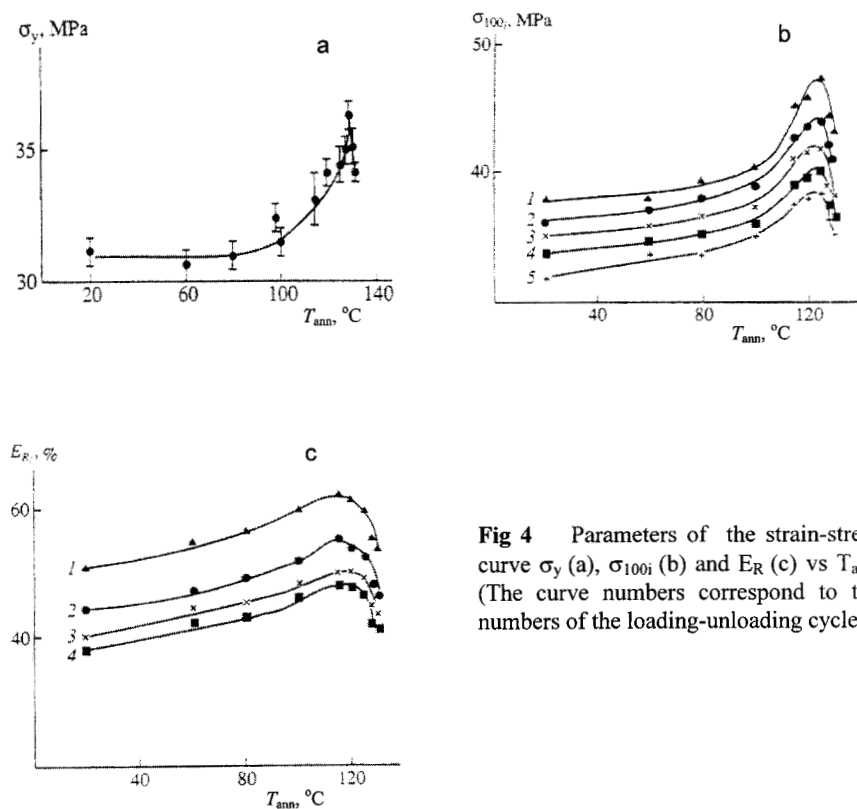 σy, MPa
a
35
30
20
60
100
140
Tann, °C
σ100i, MPa
b
50
40
1
2
3
4
5
40
80
120
Tann, °C
ER, %
c
60
40
1
2
3
4
40
80
120
Tann, °C
Fig 4 Parameters of the strain-stre
curve σy (a), σ100i (b) and ER (c) vs Ta
(The curve numbers correspond to t
numbers of the loading-unloading cycle